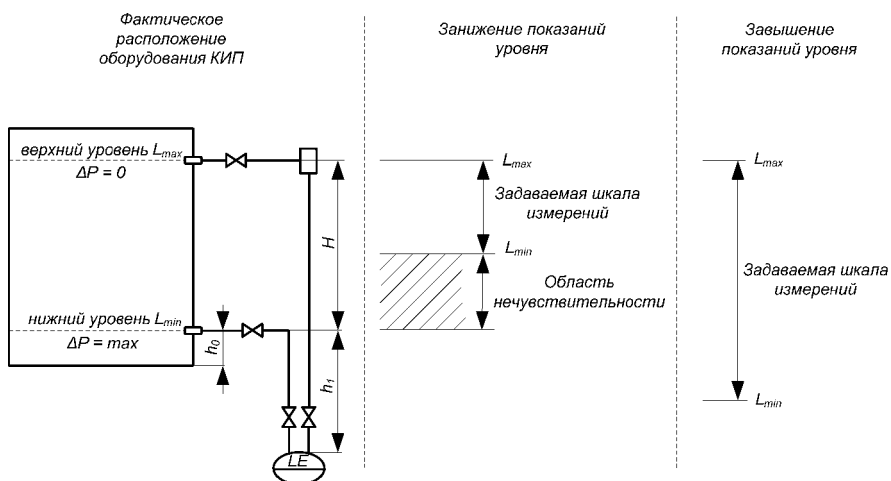 Фактическое
расположение
оборудования КИП
верхний уровень Lmax
ΔP = 0
H
нижний уровень Lmin
ΔP = max
h0
h1
LE
Занижение показаний
уровня
Lmax
Задаваемая шкала
измерений
Lmin
Область
нечувствительности
Завышение
показаний уровня
Lmax
Задаваемая шкала
измерений
Lmin